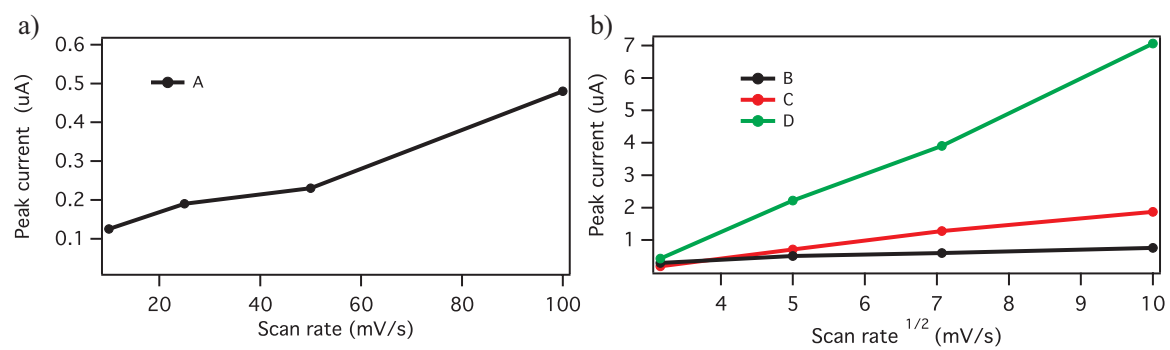 a)
0.6
0.5
0.4
0.3
0.2
0.1
Peak current (uA)
A
20 40 60 80 100
Scan rate (mV/s)
b)
7
6
5
4
3
2
1
Peak current (uA)
B
C
D
4 5 6 7 8 9 10
Scan rate 1/2 (mV/s)